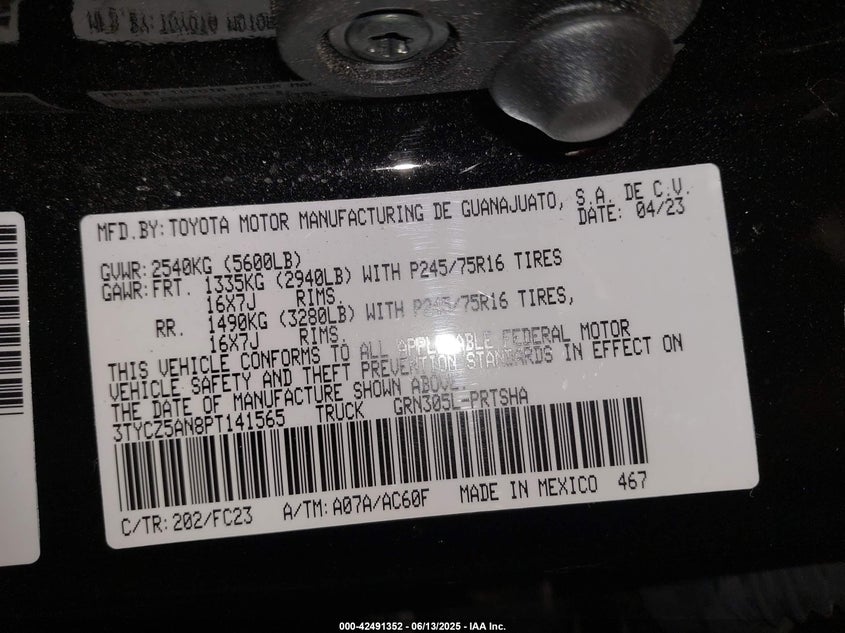 MFD.BY:TOYOTA MOTOR MANUFACTURING DE GUANAJUATO, S.A. DE C.V.
DATE: 04/23
GVWR:2540KG (5600LB)
GAWR:FRT. 1335KG (2940LB) WITH P245/75R16 TIRES
16X7J RIMS.
RR. 1490KG (3280LB) WITH P245/75R16 TIRES,
16X7J RIMS.
THIS VEHICLE CONFORMS TO ALL APPLICABLE FEDERAL MOTOR
VEHICLE SAFETY AND THEFT PREVENTION STANDARDS IN EFFECT ON
THE DATE OF MANUFACTURE SHOWN ABOVE.
3TYCZ5AN8PT141565 TRUCK GRN305L-PRTSHA
C/TR:202/FC23 A/TM:A07A/AC60F MADE IN MEXICO 467
000-42491352 - 06/13/2025 - IAA Inc.